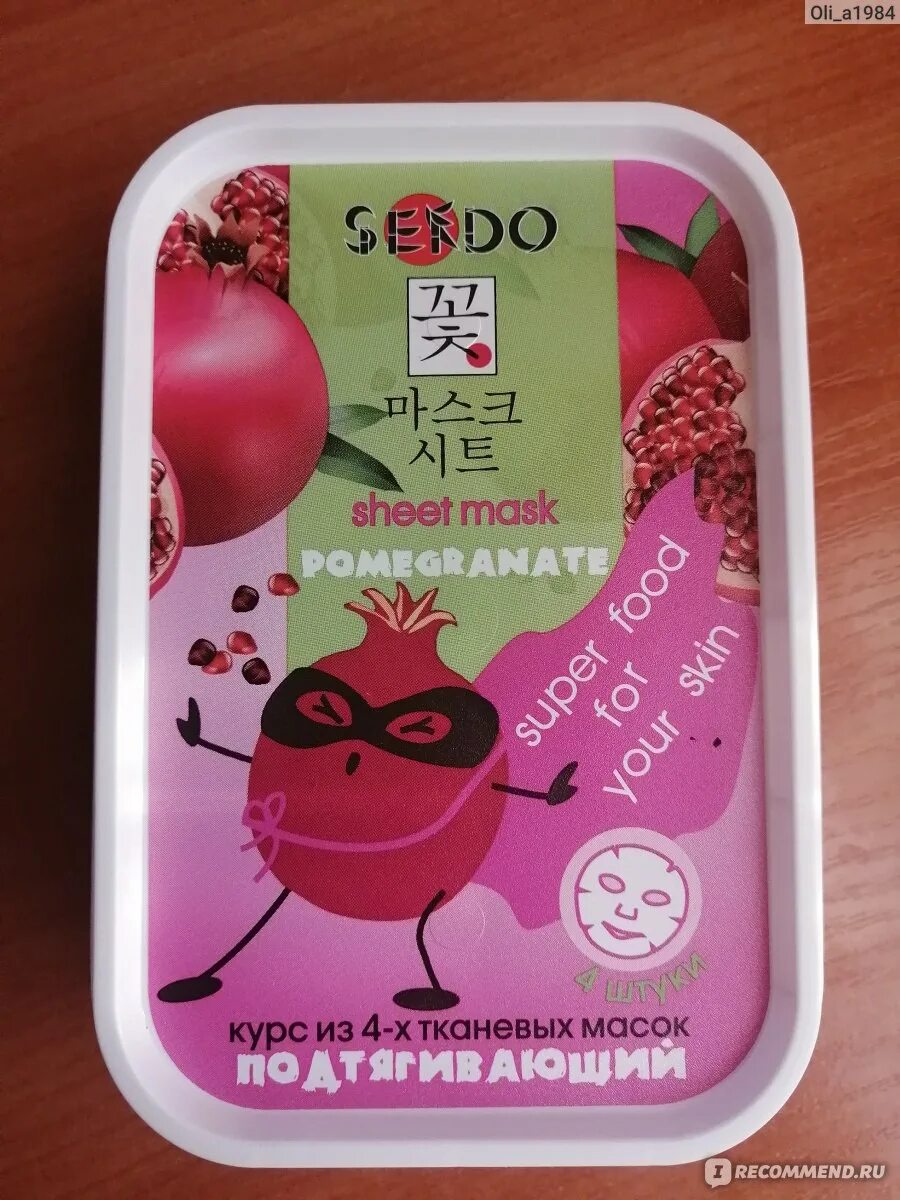 Oli_a1984
SENDO
꽃
마스크
시트
sheet mask
POMEGRANATE
super food
for
your skin
4 штуки
курс из 4-х тканевых масок
ПОДТЯГИВАЮЩИЙ
I RECOMMEND.RU